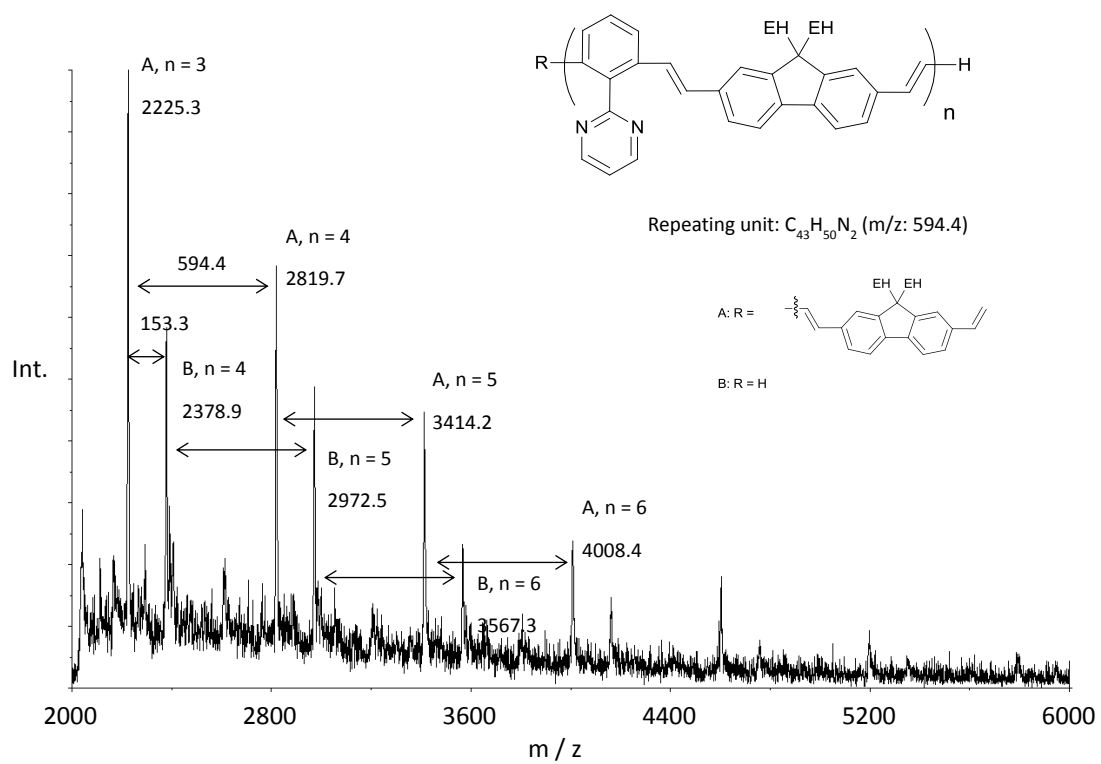 A, n = 3
2225.3
EH EH
R
H
n
N N
Repeating unit: C43H50N2 (m/z: 594.4)
A, n = 4
594.4
2819.7
EH EH
A: R =
153.3
Int.
B, n = 4
A, n = 5
B: R = H
2378.9
3414.2
B, n = 5
2972.5
A, n = 6
4008.4
B, n = 6
3567.3
2000 2800 3600 4400 5200 6000
m / z